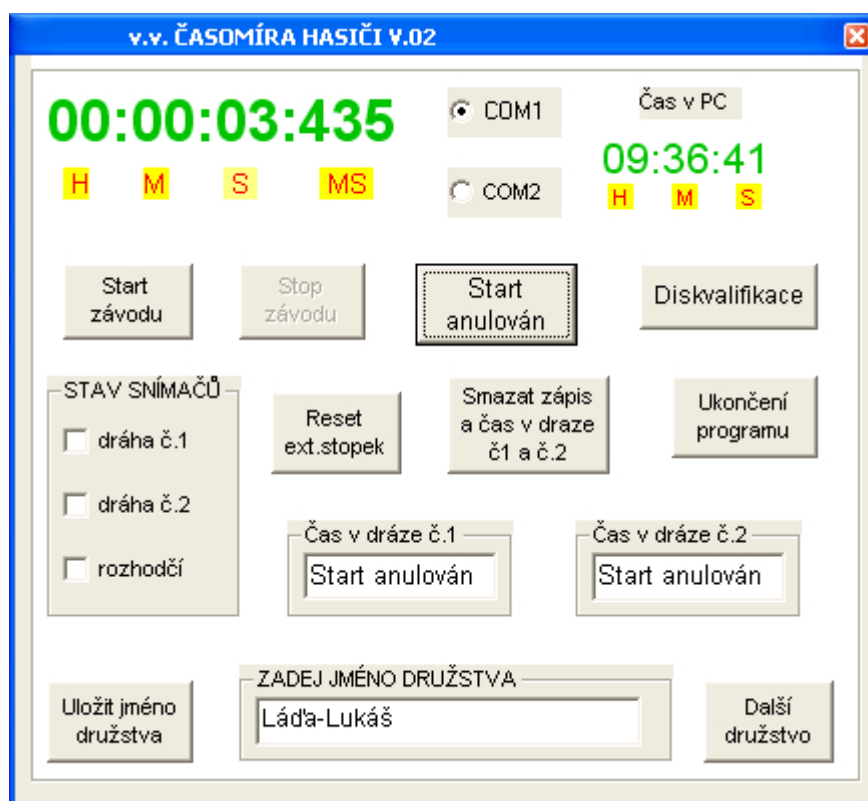 v.v. ČASOMÍRA HASIČI V.02
00:00:03:435
H M S MS
COM1
COM2
Čas v PC
09:36:41
H M S
Start
závodu
Stop
závodu
Start
anulován
Diskvalifikace
STAV SNÍMAČŮ
dráha č.1
dráha č.2
rozhodčí
Reset
ext.stopek
Smazat zápis
a čas v draze
č1 a č.2
Ukončení
programu
Čas v dráze č.1
Start anulován
Čas v dráze č.2
Start anulován
Uložit jméno
družstva
ZADEJ JMÉNO DRUŽSTVA
Láďa-Lukáš
Další
družstvo